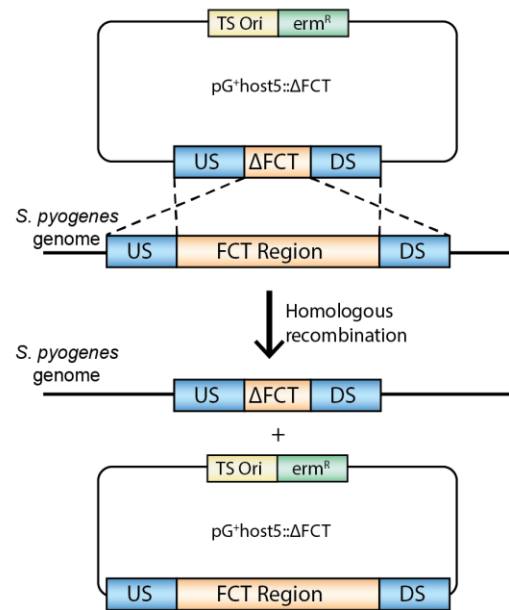 TS Ori erm^R
pG⁺host5::ΔFCT
US ΔFCT DS
S. pyogenes
genome
US FCT Region DS
Homologous
recombination
S. pyogenes
genome
US ΔFCT DS
+
TS Ori erm^R
pG⁺host5::ΔFCT
US FCT Region DS